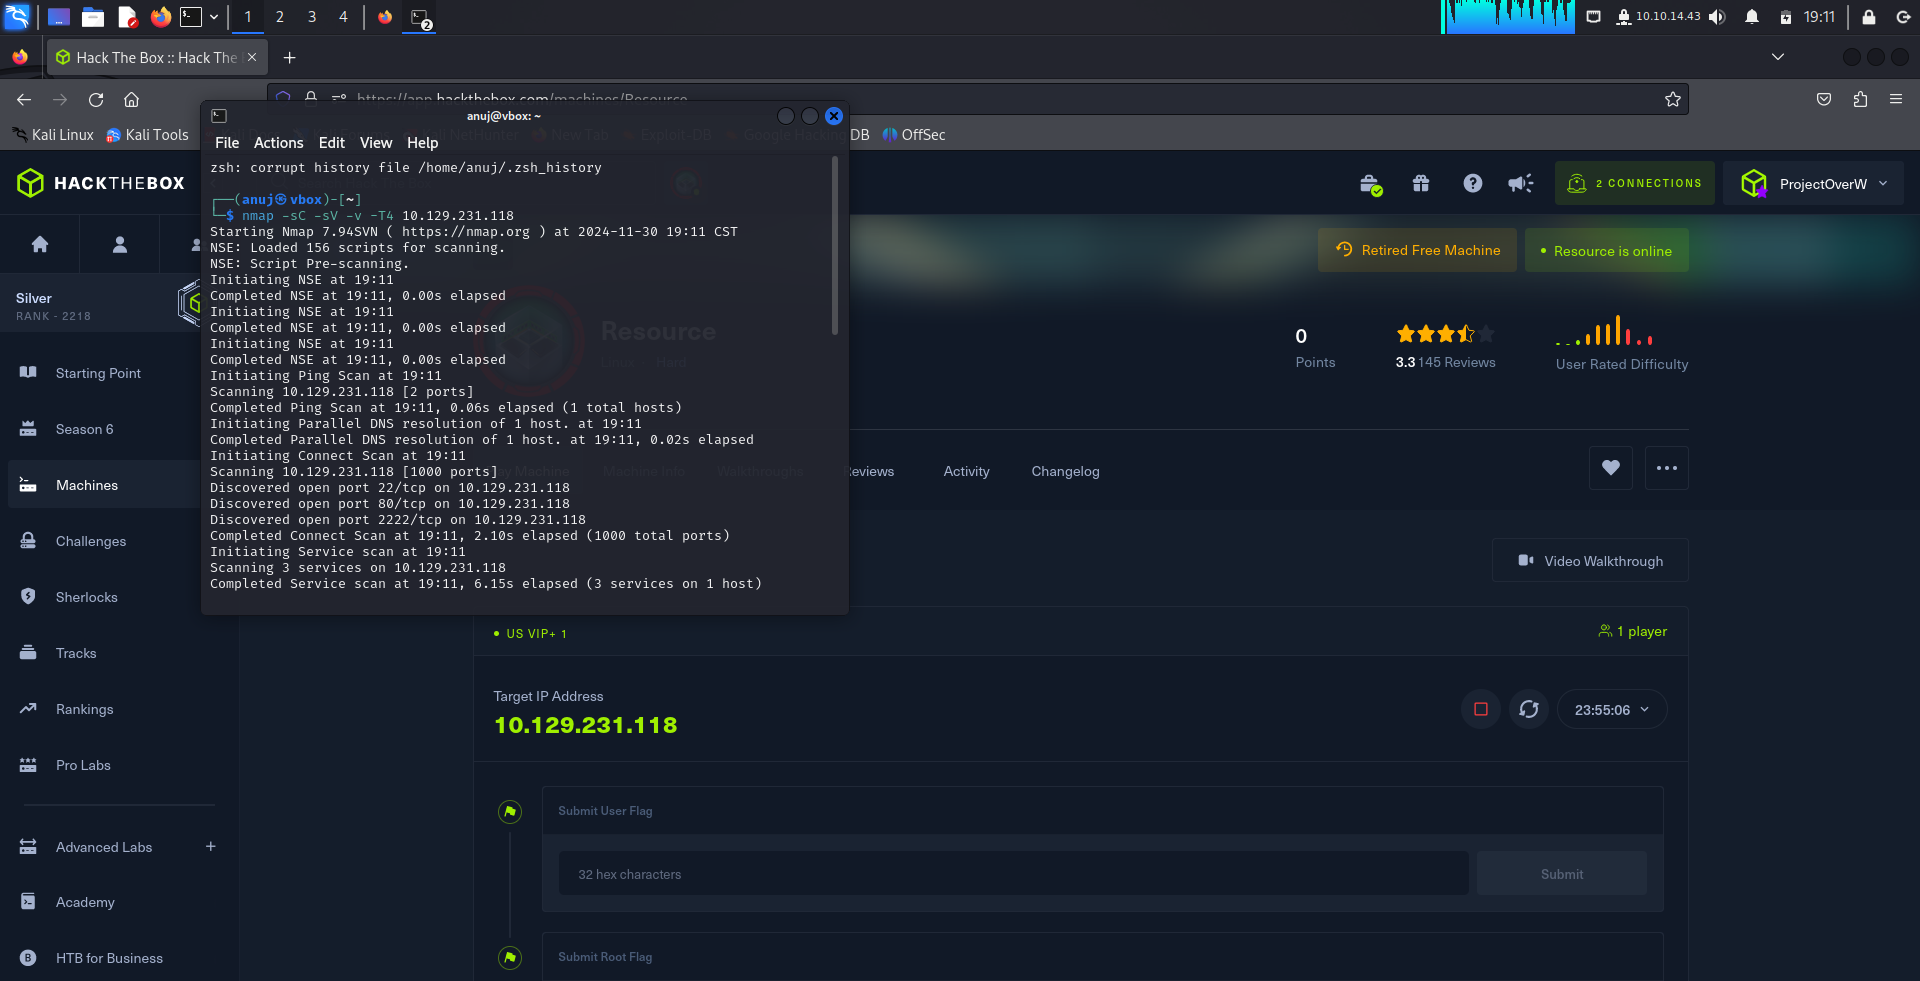 1 2 3 4
2
10.10.14.43
19:11
Hack The Box :: Hack The
https://app.hackthebox.com/machines/Resource
Kali Linux
Kali Tools
New Tab
Exploit-DB
Google Hacking DB
OffSec
anuj@vbox: ~
File Actions Edit View Help
zsh: corrupt history file /home/anuj/.zsh_history
┌──(anuj㉿vbox)-[~]
└─$ nmap -sC -sV -v -T4 10.129.231.118
Starting Nmap 7.94SVN ( https://nmap.org ) at 2024-11-30 19:11 CST
NSE: Loaded 156 scripts for scanning.
NSE: Script Pre-scanning.
Initiating NSE at 19:11
Completed NSE at 19:11, 0.00s elapsed
Initiating NSE at 19:11
Completed NSE at 19:11, 0.00s elapsed
Initiating NSE at 19:11
Completed NSE at 19:11, 0.00s elapsed
Initiating Ping Scan at 19:11
Scanning 10.129.231.118 [2 ports]
Completed Ping Scan at 19:11, 0.06s elapsed (1 total hosts)
Initiating Parallel DNS resolution of 1 host. at 19:11
Completed Parallel DNS resolution of 1 host. at 19:11, 0.02s elapsed
Initiating Connect Scan at 19:11
Scanning 10.129.231.118 [1000 ports]
Discovered open port 22/tcp on 10.129.231.118
Discovered open port 80/tcp on 10.129.231.118
Discovered open port 2222/tcp on 10.129.231.118
Completed Connect Scan at 19:11, 2.10s elapsed (1000 total ports)
Initiating Service scan at 19:11
Scanning 3 services on 10.129.231.118
Completed Service scan at 19:11, 6.15s elapsed (3 services on 1 host)
HACKTHEBOX
2 CONNECTIONS
ProjectOverW
Silver
RANK - 2218
Starting Point
Season 6
Machines
Challenges
Sherlocks
Tracks
Rankings
Pro Labs
Advanced Labs +
Academy
HTB for Business
Retired Free Machine
Resource is online
Resource
0
Points
3.3 145 Reviews
User Rated Difficulty
Machine Info
Walkthroughs
Reviews
Activity
Changelog
Video Walkthrough
US VIP+ 1
1 player
Target IP Address
10.129.231.118
23:55:06
Submit User Flag
32 hex characters
Submit
Submit Root Flag